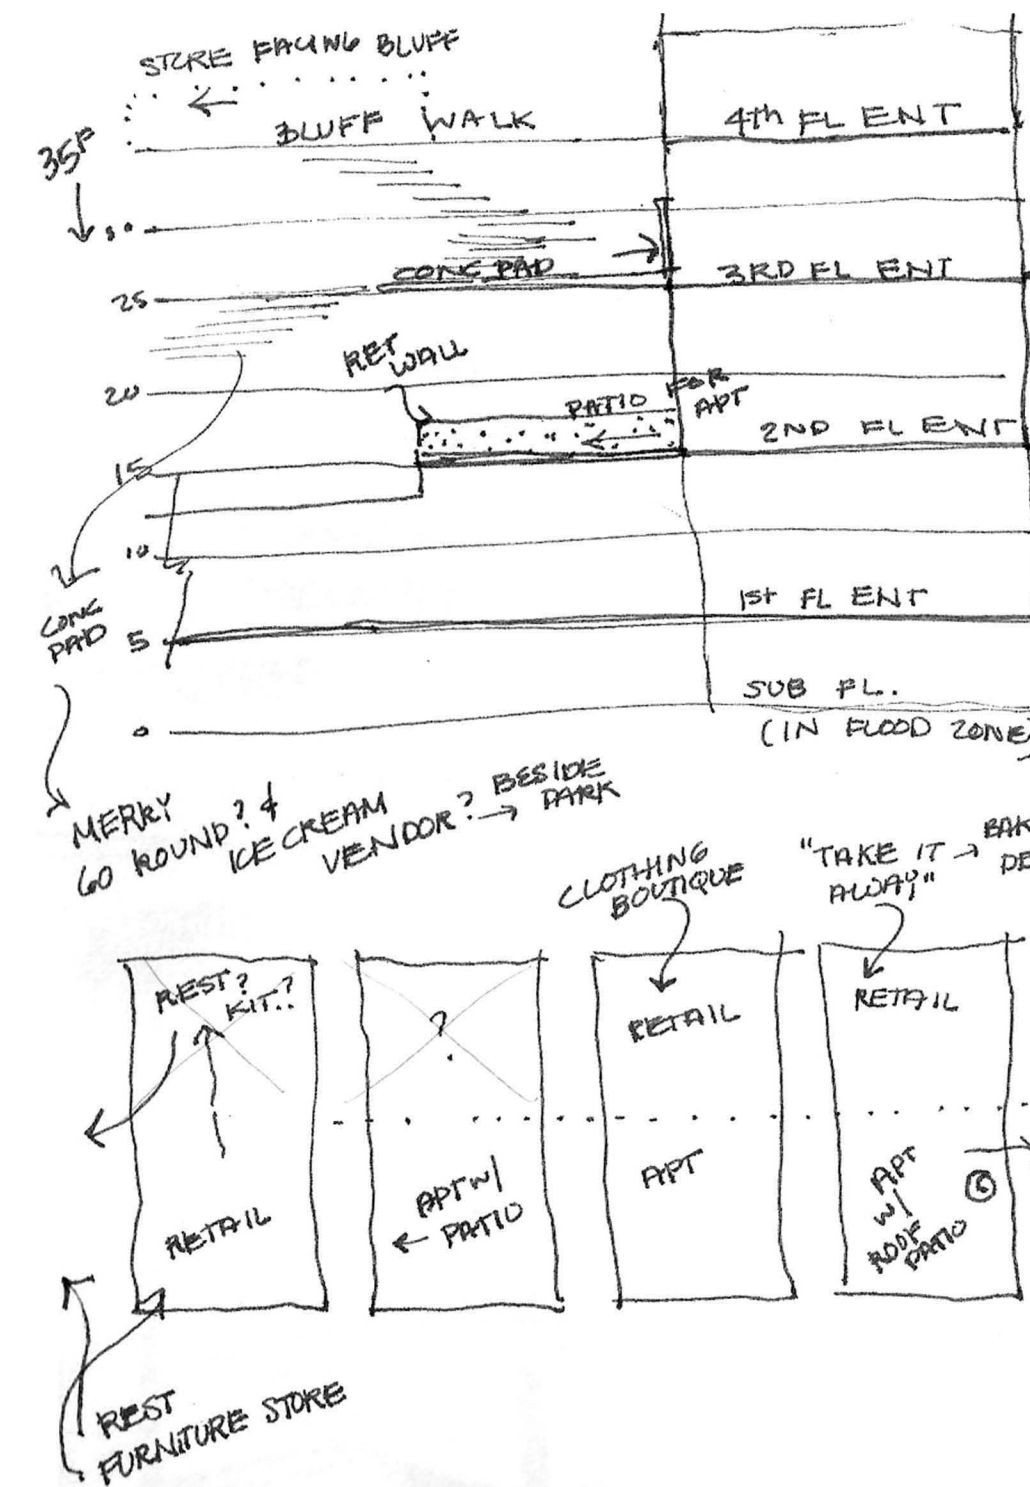 STORE FACING BLUFF
BLUFF WALK
4th FL ENT
35F
30
CONC PAD
3RD FL ENT
25
RET
WALL
20
PATIO FOR
APT
2ND FL ENT
15
10
1st FL ENT
CONC
PAD
5
SUB FL.
(IN FLOOD ZONE)
0
MERRY
GO ROUND? &
ICE CREAM
VENDOR? → BESIDE
PARK
CLOTHING
BOUTIQUE
"TAKE IT → BAK
AWAY" DE
REST?
KIT.?
?
RETAIL
RETAIL
RETAIL
APT W/
PATIO
APT
APT
W/
ROOF
PATIO
REST
FURNITURE STORE